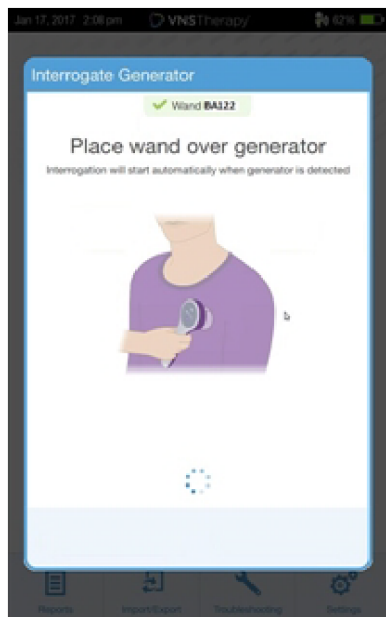 Jan 17, 2017 2:08 pm VNSTherapy 82%
Interrogate Generator
Wand BA122
Place wand over generator
Interrogation will start automatically when generator is detected
Reports Import/Export Troubleshooting Settings